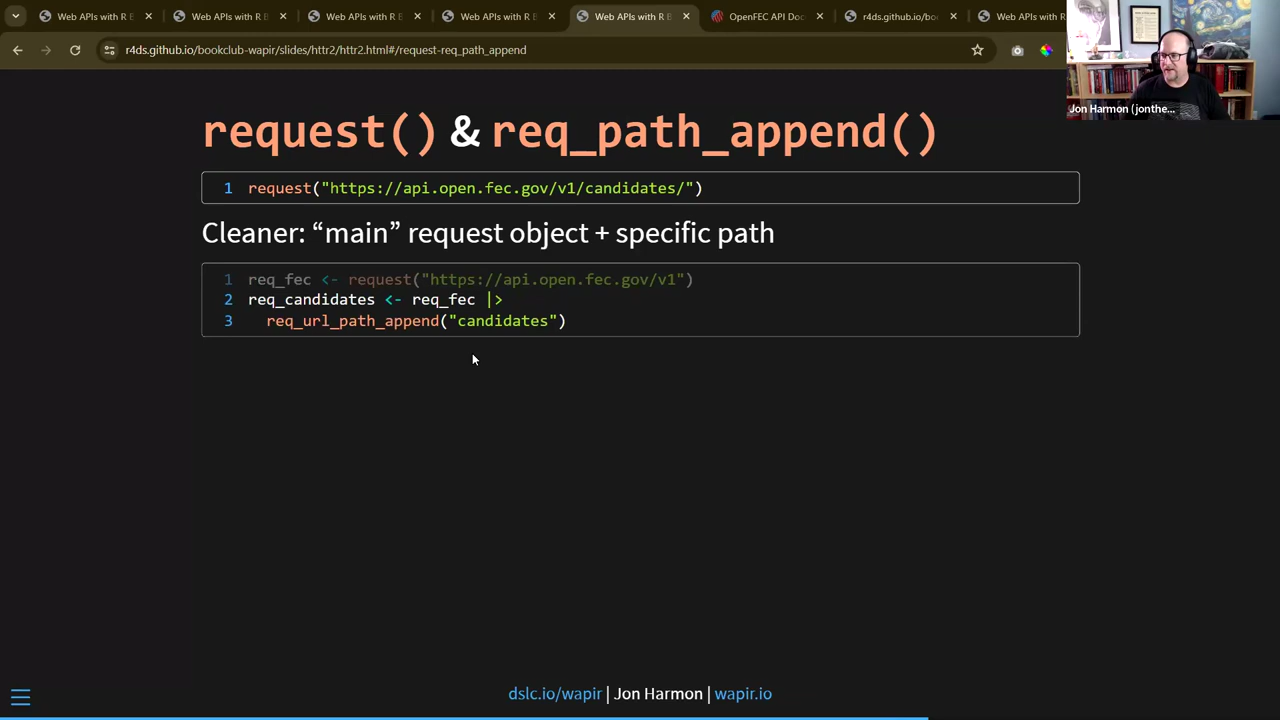 Web APIs with R B
Web APIs with R B
Web APIs with R B
Web APIs with R B
Web APIs with R B
OpenFEC API Doc
r4ds.github.io/bo
Web APIs with R
r4ds.github.io/bookclub-wapir/slides/httr2/httr2.html#/request-req_path_append
Jon Harmon (jonthe...
request() & req_path_append()
1 request("https://api.open.fec.gov/v1/candidates/")
Cleaner: “main” request object + specific path
1 req_fec <- request("https://api.open.fec.gov/v1")
2 req_candidates <- req_fec |>
3 req_url_path_append("candidates")
dslc.io/wapir | Jon Harmon | wapir.io